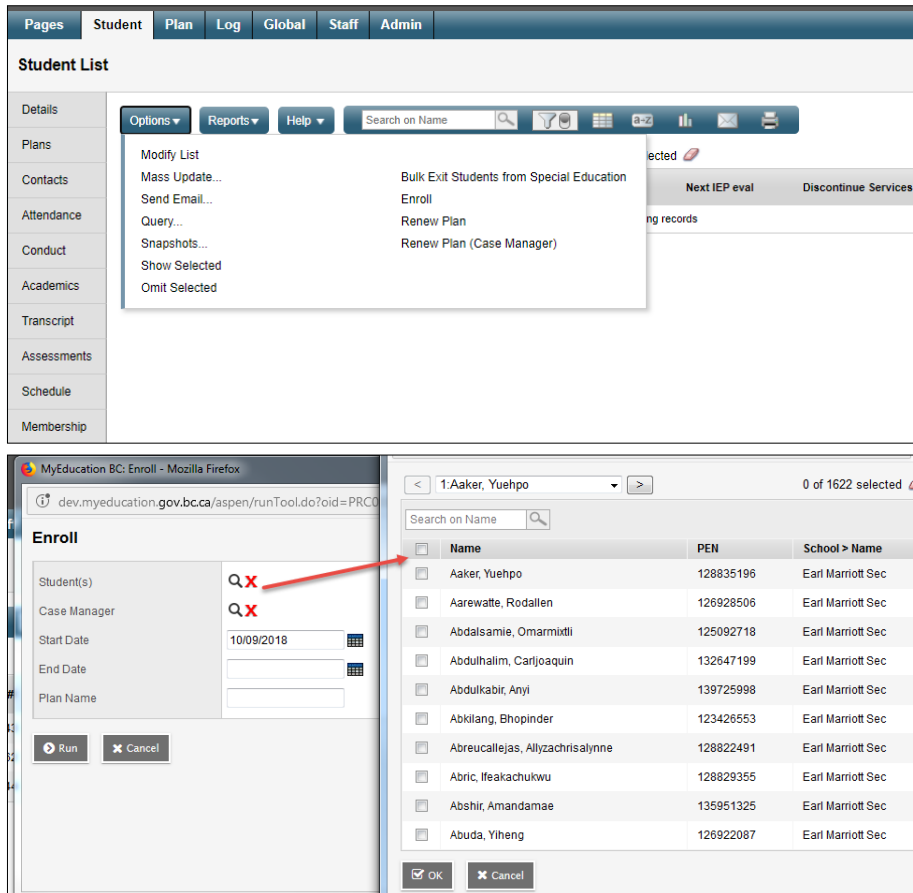 Pages Student Plan Log Global Staff Admin
Student List
Details
Plans
Contacts
Attendance
Conduct
Academics
Transcript
Assessments
Schedule
Membership
Options Reports Help Search on Name a-z
Modify List
Mass Update...
Send Email...
Query...
Snapshots...
Show Selected
Omit Selected
Bulk Exit Students from Special Education
Enroll
Renew Plan
Renew Plan (Case Manager)
ected
Next IEP eval Discontinue Services
ng records
MyEducation BC: Enroll - Mozilla Firefox
dev.myeducation.gov.bc.ca/aspen/runTool.do?oid=PRC0
Enroll
Student(s)
Case Manager
Start Date 10/09/2018
End Date
Plan Name
Run Cancel
< 1:Aaker, Yuehpo > 0 of 1622 selected
Search on Name
Name PEN School > Name
Aaker, Yuehpo 128835196 Earl Marriott Sec
Aarewatte, Rodallen 126928506 Earl Marriott Sec
Abdalsamie, Omarmixtli 125092718 Earl Marriott Sec
Abdulhalim, Carljoaquin 132647199 Earl Marriott Sec
Abdulkabir, Anyi 139725998 Earl Marriott Sec
Abkilang, Bhopinder 123426553 Earl Marriott Sec
Abreucallejas, Allyzachrisalynne 128822491 Earl Marriott Sec
Abric, Ifeakachukwu 128829355 Earl Marriott Sec
Abshir, Amandamae 135951325 Earl Marriott Sec
Abuda, Yiheng 126922087 Earl Marriott Sec
OK Cancel